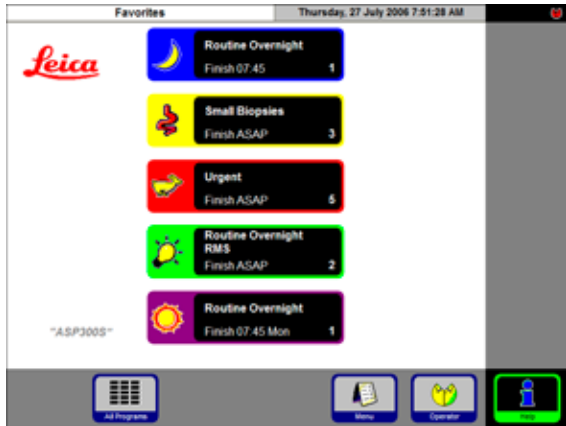 Favorites
Thursday, 27 July 2006 7:51:28 AM
Leica
Routine Overnight
Finish 07:45 1
Small Biopsies
Finish ASAP 3
Urgent
Finish ASAP 5
Routine Overnight
RMS
Finish ASAP 2
Routine Overnight
Finish 07:45 Mon 1
"ASP300S"
All Programs
Menu
Operator
Help